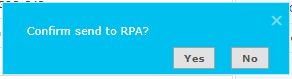 Confirm send to RPA?
Yes No